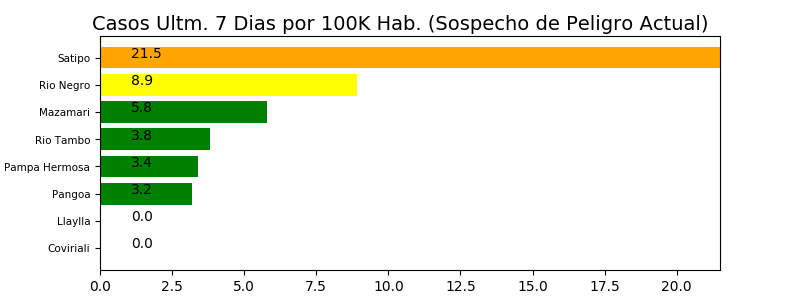 Casos Ultm. 7 Dias por 100K Hab. (Sospecho de Peligro Actual)
Satipo 21.5
Rio Negro 8.9
Mazamari 5.8
Rio Tambo 3.8
Pampa Hermosa 3.4
Pangoa 3.2
Llaylla 0.0
Coviriali 0.0
0.0 2.5 5.0 7.5 10.0 12.5 15.0 17.5 20.0